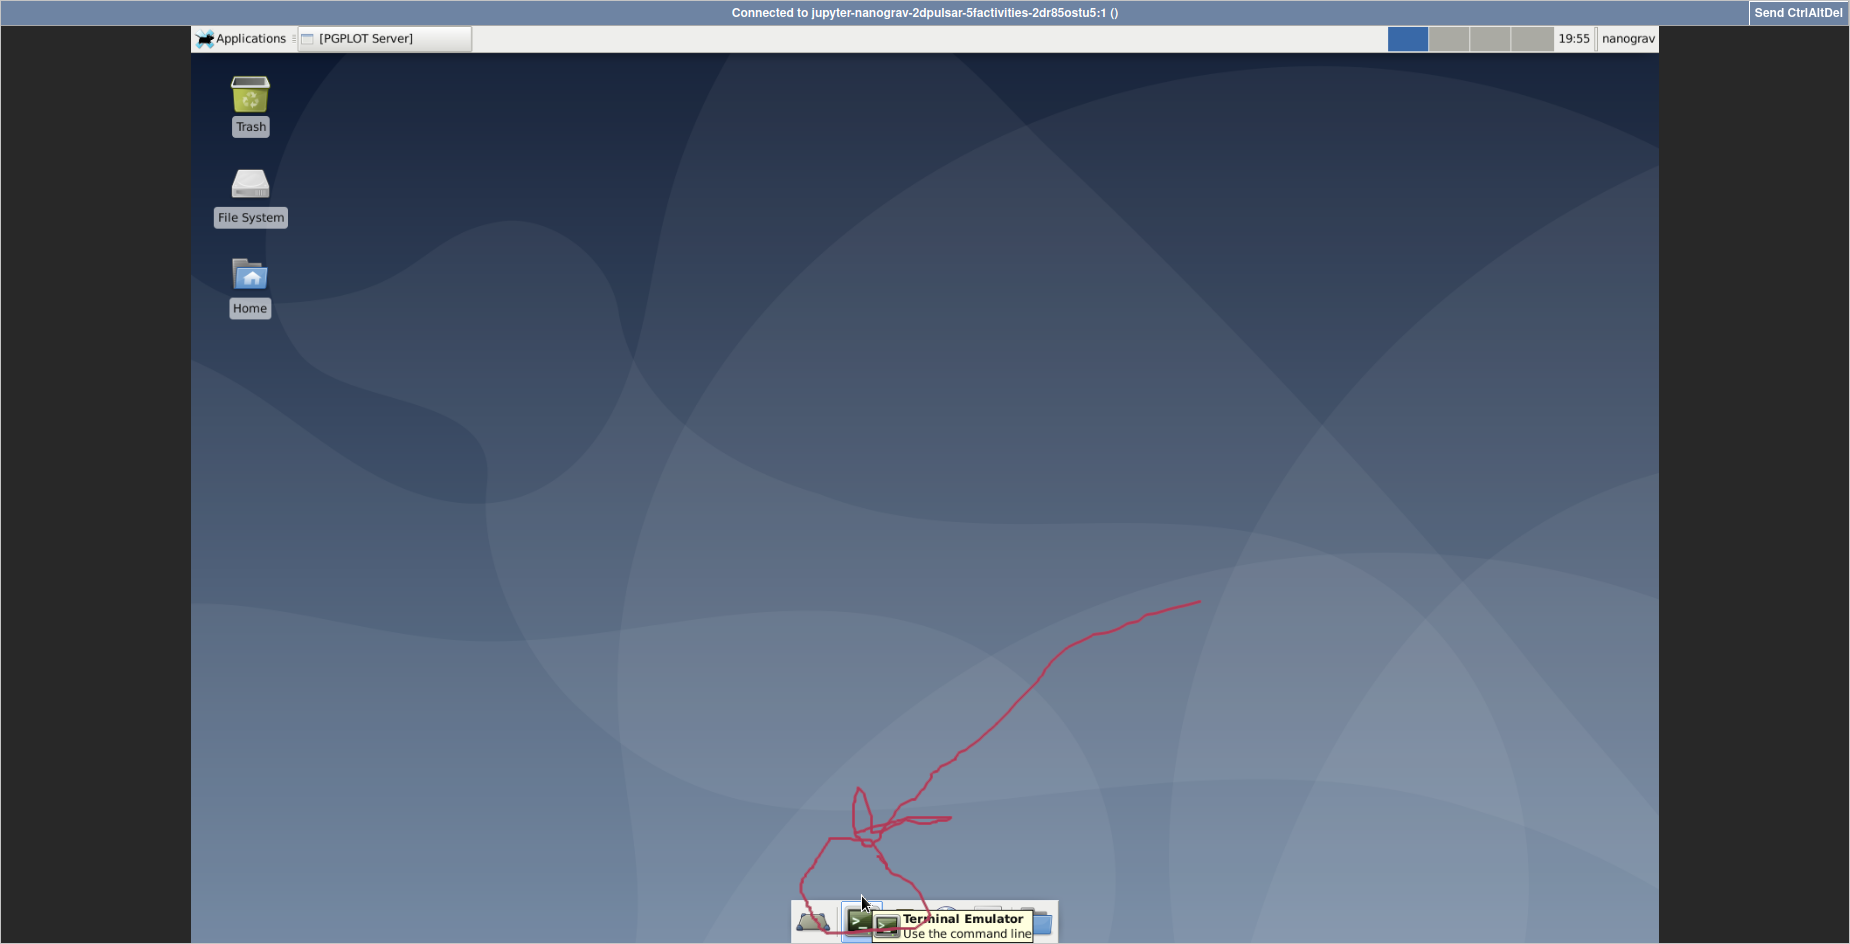 Connected to jupyter-nanograv-2dpulsar-5factivities-2dr85ostu5:1 ()
Send CtrlAltDel
Applications
[PGPLOT Server]
19:55
nanograv
Trash
File System
Home
Terminal Emulator
Use the command line